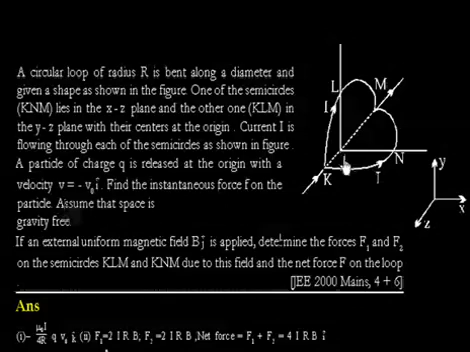 A circular loop of radius R is bent along a diameter and
given a shape as shown in the figure. One of the semicircles
(KNM) lies in the x - z plane and the other one (KLM) in
the y - z plane with their centers at the origin . Current I is
flowing through each of the semicircles as shown in figure .
A particle of charge q is released at the origin with a
velocity v = - v₀ î . Find the instantaneous force f on the
particle. Assume that space is
gravity free.
If an external uniform magnetic field B ĵ is applied, determine the forces F₁ and F₂
on the semicircles KLM and KNM due to this field and the net force F on the loop
. [JEE 2000 Mains, 4 + 6]
Ans
(i)– μ₀I/4R q v₀ k̂ (ii) F₁=2 I R B, F₂ =2 I R B ,Net force = F₁ + F₂ = 4 I R B î
L
M
I
N
K
I
y
x
z